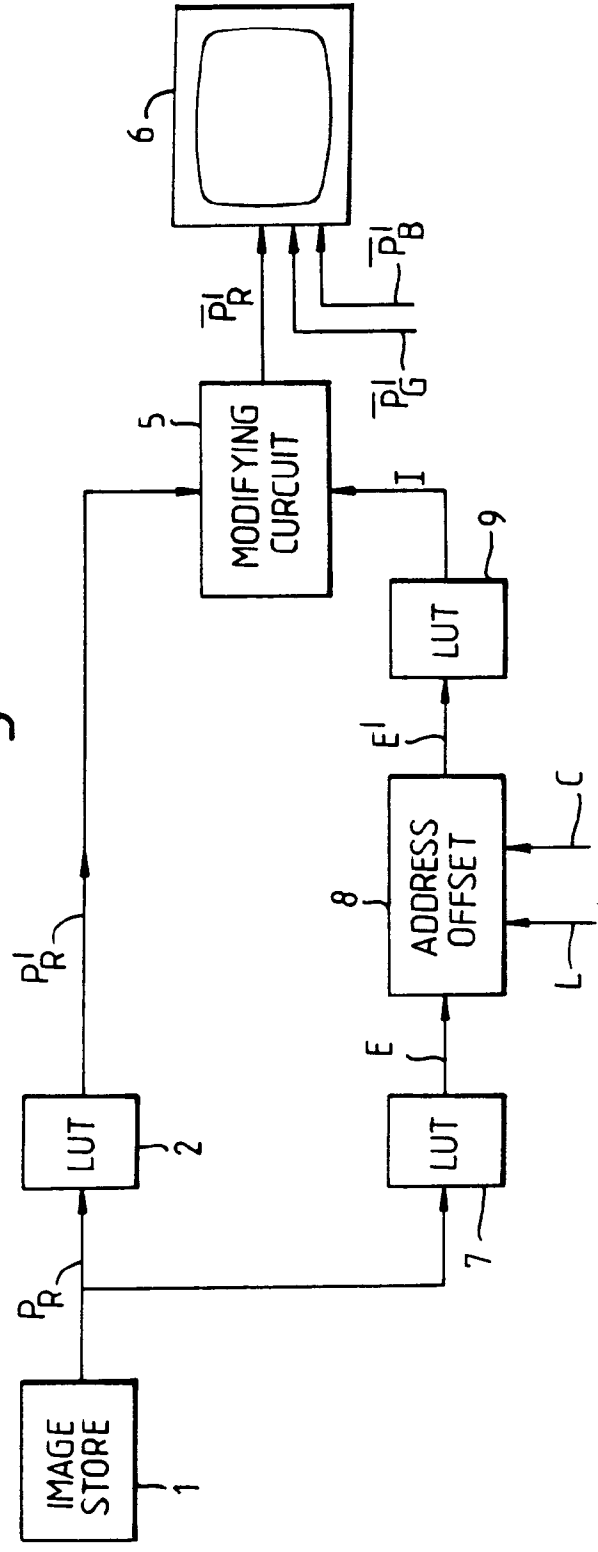 IMAGE
STORE
1
P_R
LUT
2
P_R^I
MODIFYING
CURCUIT
5
P̅_R^I
6
P̅_G^I
P̅_B^I
LUT
7
E
ADDRESS
OFFSET
8
L
C
E^I
LUT
9
I